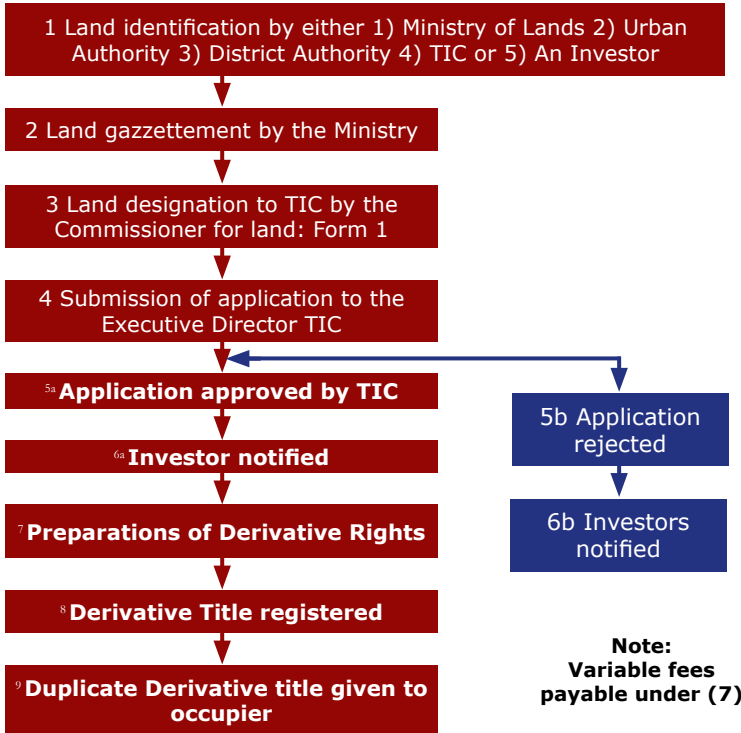 1 Land identification by either 1) Ministry of Lands 2) Urban
Authority 3) District Authority 4) TIC or 5) An Investor
2 Land gazzettement by the Ministry
3 Land designation to TIC by the
Commissioner for land: Form 1
4 Submission of application to the
Executive Director TIC
5a Application approved by TIC
5b Application
rejected
6a Investor notified
6b Investors
notified
7 Preparations of Derivative Rights
8 Derivative Title registered
9 Duplicate Derivative title given to
occupier
Note:
Variable fees
payable under (7)